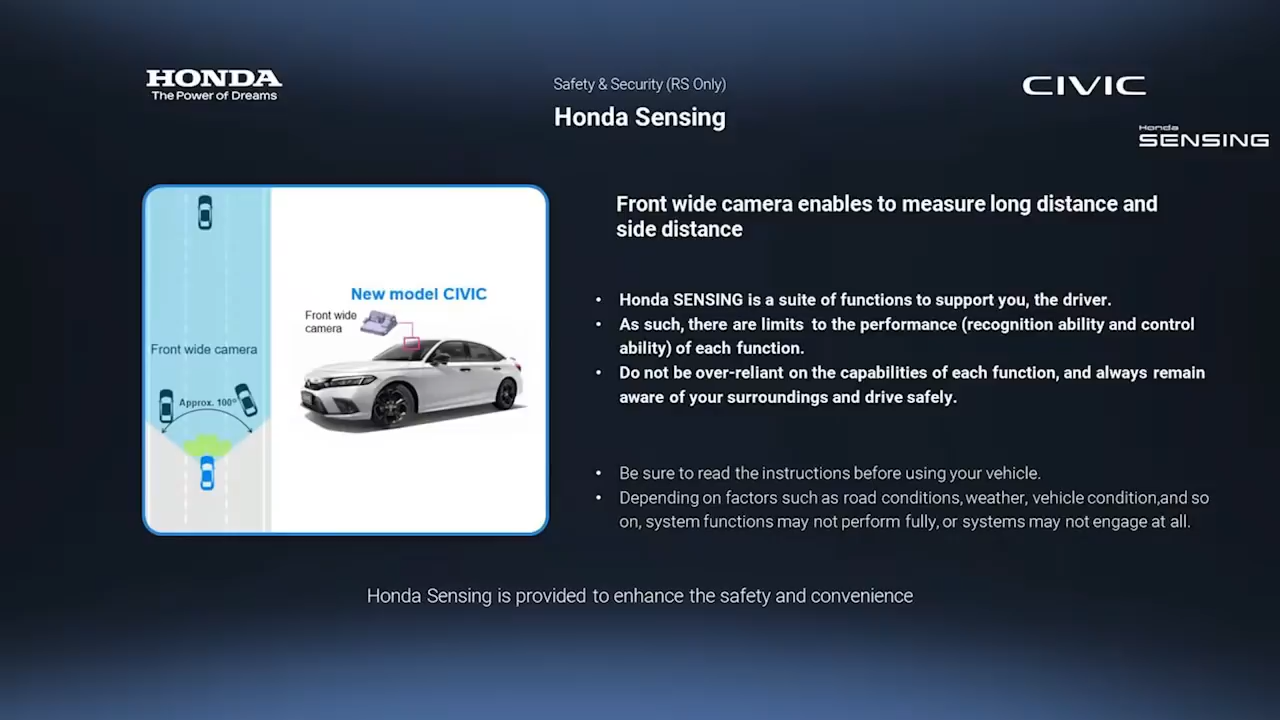 HONDA
The Power of Dreams
Safety & Security (RS Only)
Honda Sensing
CIVIC
Honda
SENSING
Front wide camera enables to measure long distance and
side distance
New model CIVIC
Front wide
camera
Front wide camera
Approx. 100°
• Honda SENSING is a suite of functions to support you, the driver.
• As such, there are limits to the performance (recognition ability and control
ability) of each function.
• Do not be over-reliant on the capabilities of each function, and always remain
aware of your surroundings and drive safely.
• Be sure to read the instructions before using your vehicle.
• Depending on factors such as road conditions, weather, vehicle condition,and so
on, system functions may not perform fully, or systems may not engage at all.
Honda Sensing is provided to enhance the safety and convenience